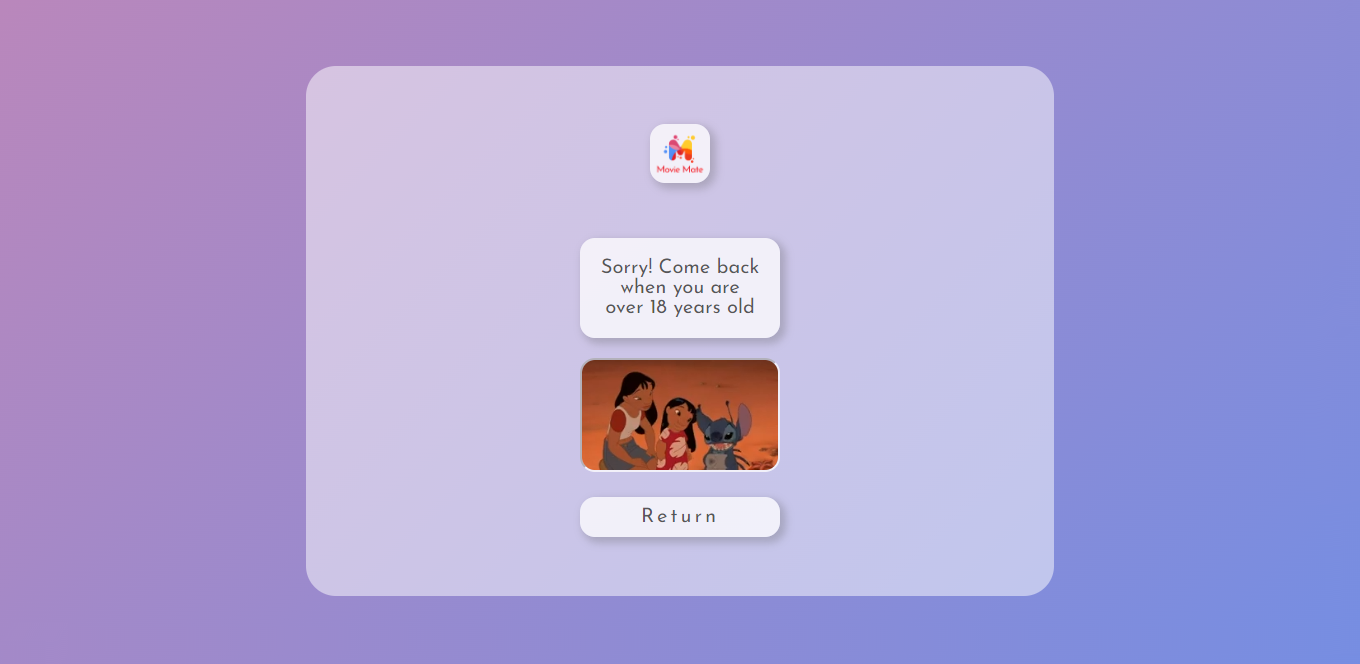 Movie Mate
Sorry! Come back
when you are
over 18 years old
Return